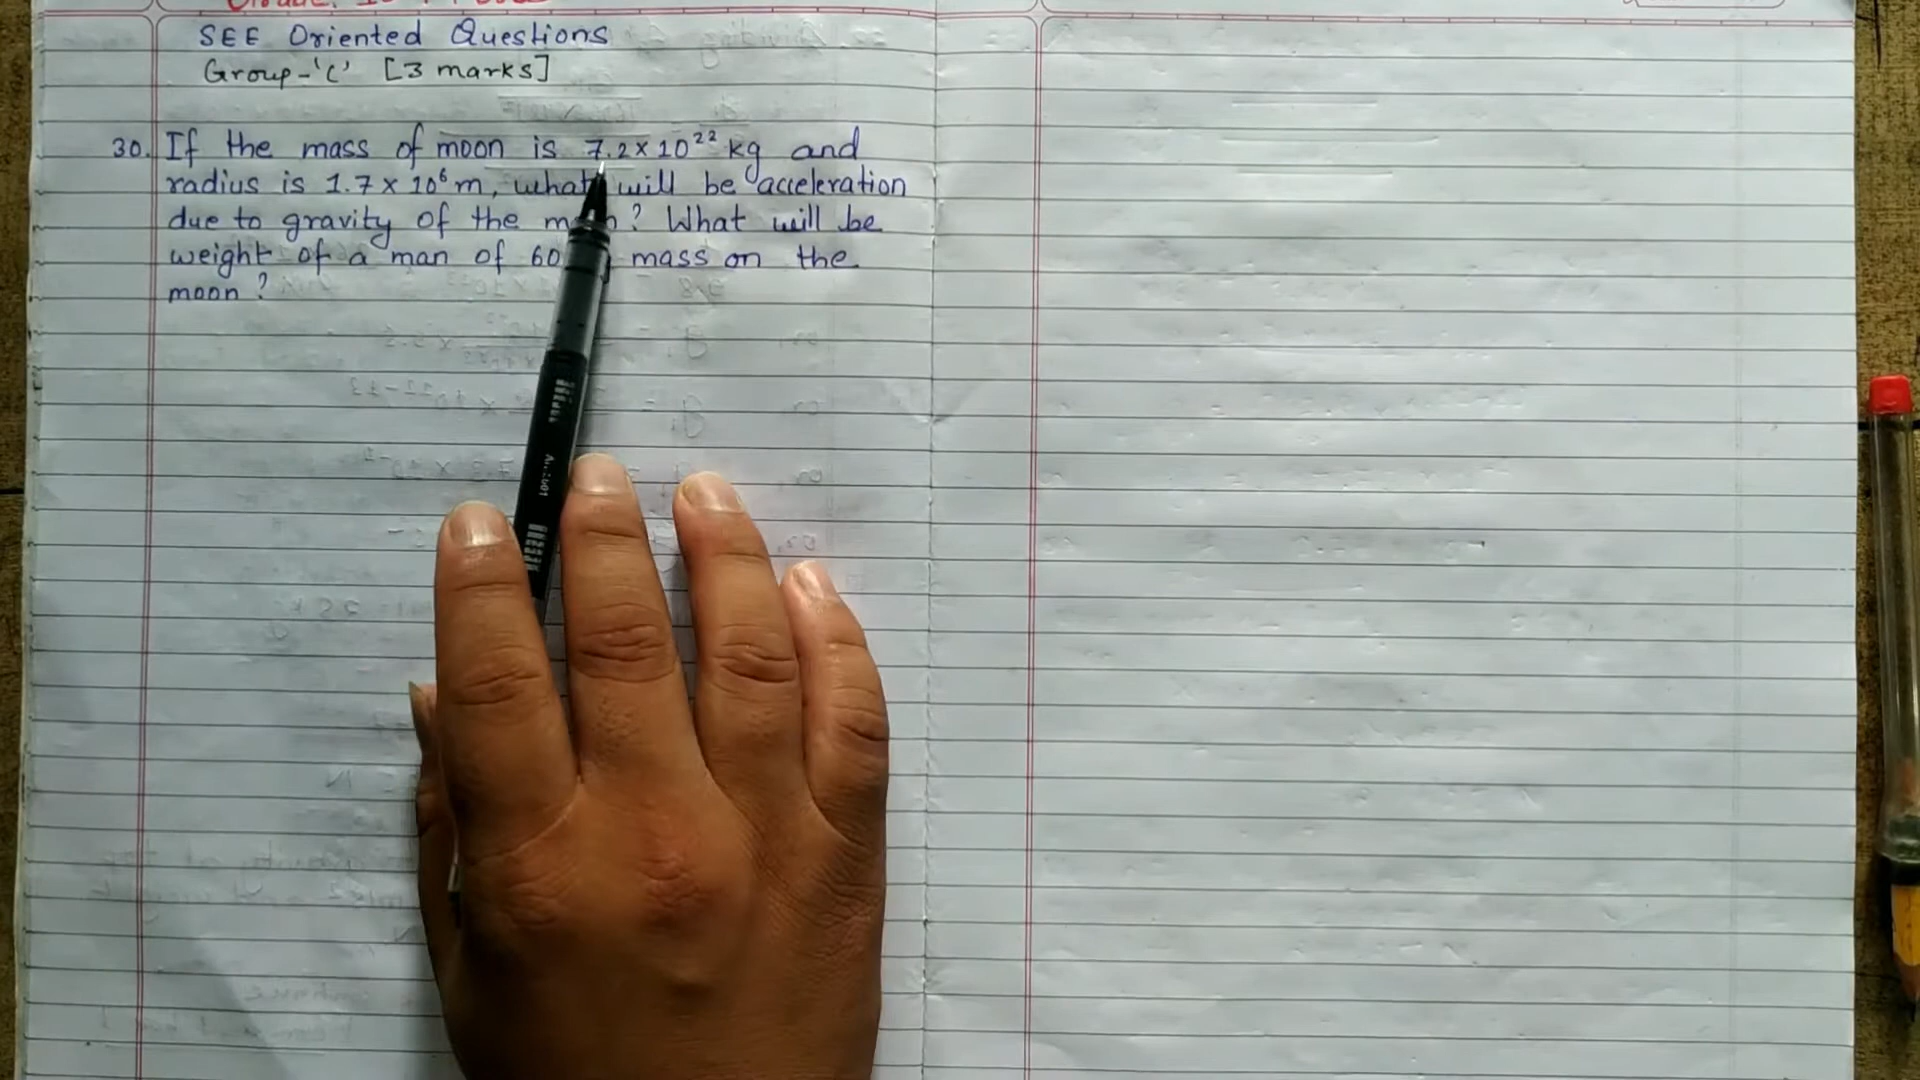 SEE Oriented Questions
Group-'C' [3 marks]
30. If the mass of moon is 7.2 x 10²² kg and
radius is 1.7 x 10⁶ m, what will be acceleration
due to gravity of the ? What will be
weight of a man of 60 mass on the
moon ?